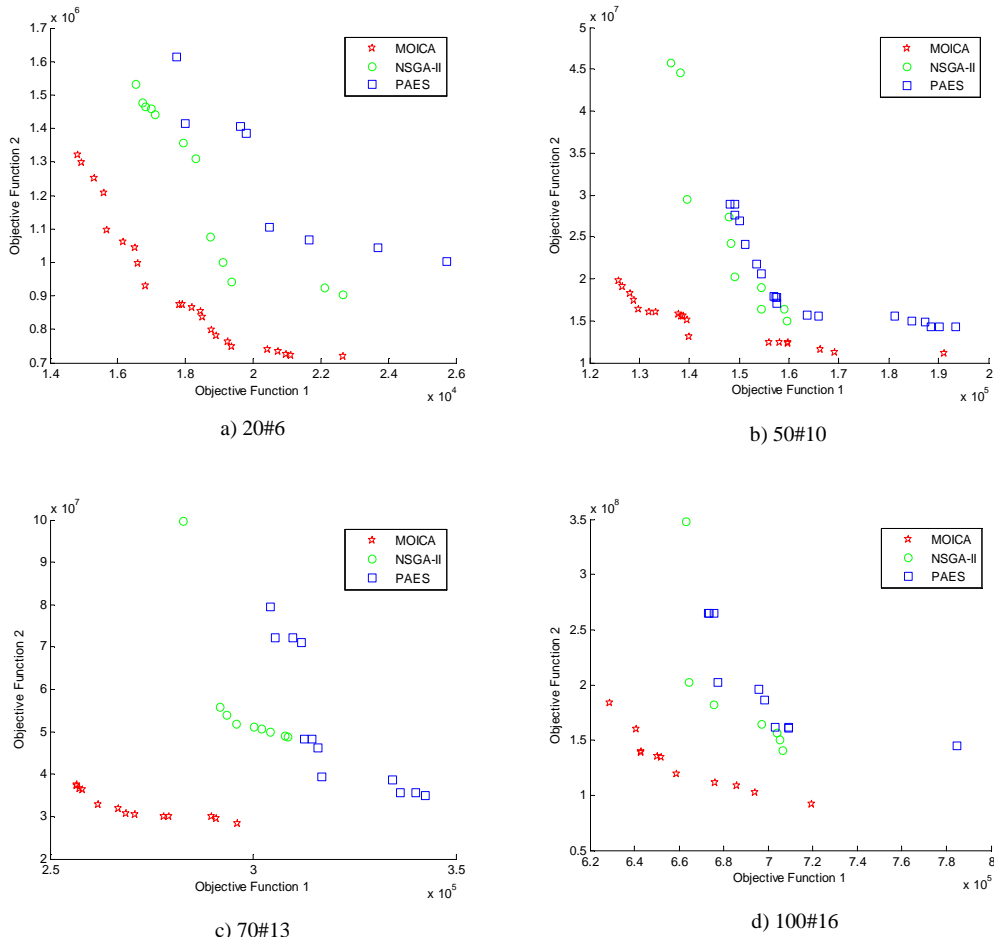 x 10^6
1.7
1.6
1.5
1.4
1.3
1.2
1.1
1
0.9
0.8
0.7
Objective Function 2
MOICA
NSGA-II
PAES
1.4 1.6 1.8 2 2.2 2.4 2.6
Objective Function 1
x 10^4
a) 20#6
x 10^7
5
4.5
4
3.5
3
2.5
2
1.5
1
Objective Function 2
MOICA
NSGA-II
PAES
1.2 1.3 1.4 1.5 1.6 1.7 1.8 1.9 2
Objective Function 1
x 10^5
b) 50#10
x 10^7
10
9
8
7
6
5
4
3
2
Objective Function 2
MOICA
NSGA-II
PAES
2.5 3 3.5
Objective Function 1
x 10^5
c) 70#13
x 10^8
3.5
3
2.5
2
1.5
1
0.5
Objective Function 2
MOICA
NSGA-II
PAES
6.2 6.4 6.6 6.8 7 7.2 7.4 7.6 7.8 8
Objective Function 1
x 10^5
d) 100#16